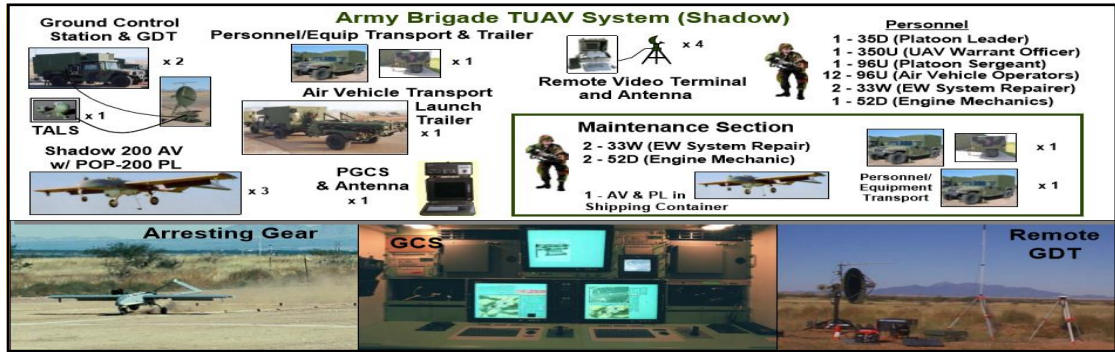 Army Brigade TUAV System (Shadow)
Ground Control
Station & GDT
x 2
TALS
x 1
Shadow 200 AV
w/ POP-200 PL
x 3
Personnel/Equip Transport & Trailer
x 1
Air Vehicle Transport
Launch
Trailer
x 1
PGCS
& Antenna
x 1
x 4
Remote Video Terminal
and Antenna
Personnel
1 - 35D (Platoon Leader)
1 - 350U (UAV Warrant Officer)
1 - 96U (Platoon Sergeant)
12 - 96U (Air Vehicle Operators)
2 - 33W (EW System Repairer)
1 - 52D (Engine Mechanics)
Maintenance Section
2 - 33W (EW System Repair)
2 - 52D (Engine Mechanic)
1 - AV & PL in
Shipping Container
x 1
Personnel/
Equipment
Transport
x 1
Arresting Gear
GCS
Remote
GDT